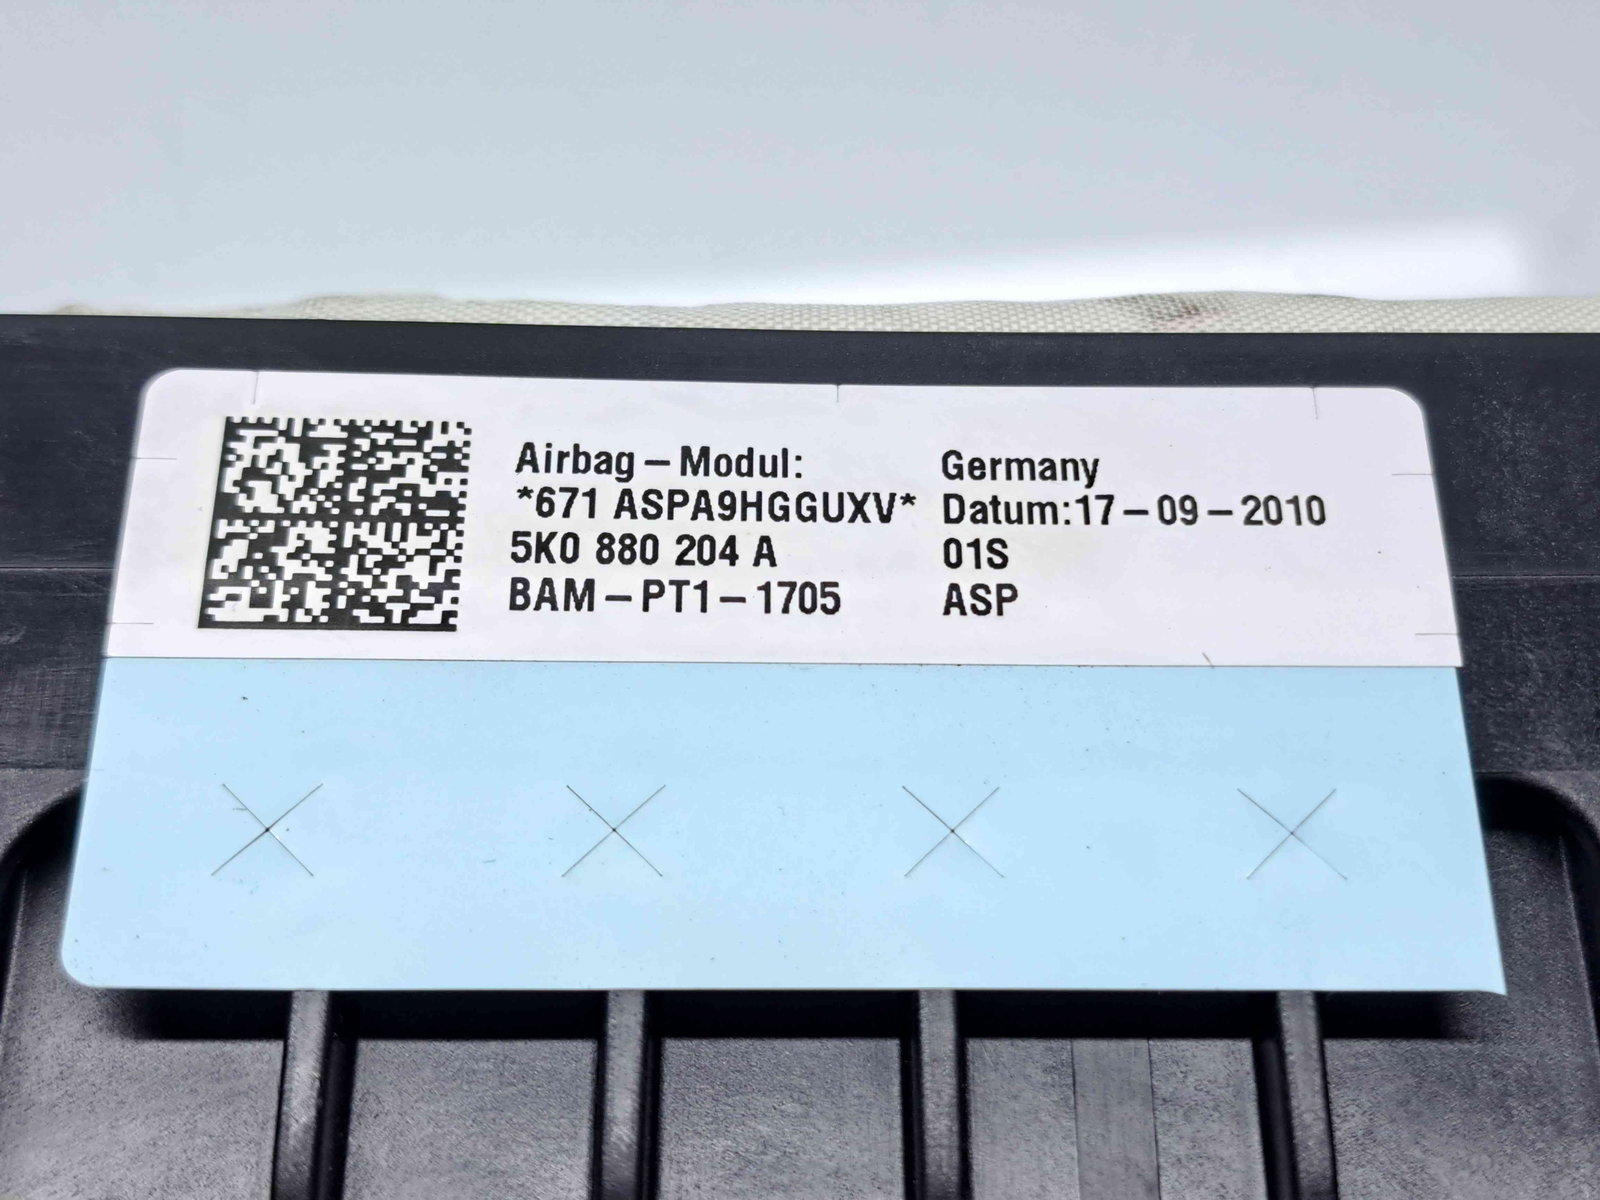 Airbag – Modul:
*671 ASPA9HGGUXV*
5K0 880 204 A
BAM – PT1 – 1705
Germany
Datum:17 – 09 – 2010
01S
ASP